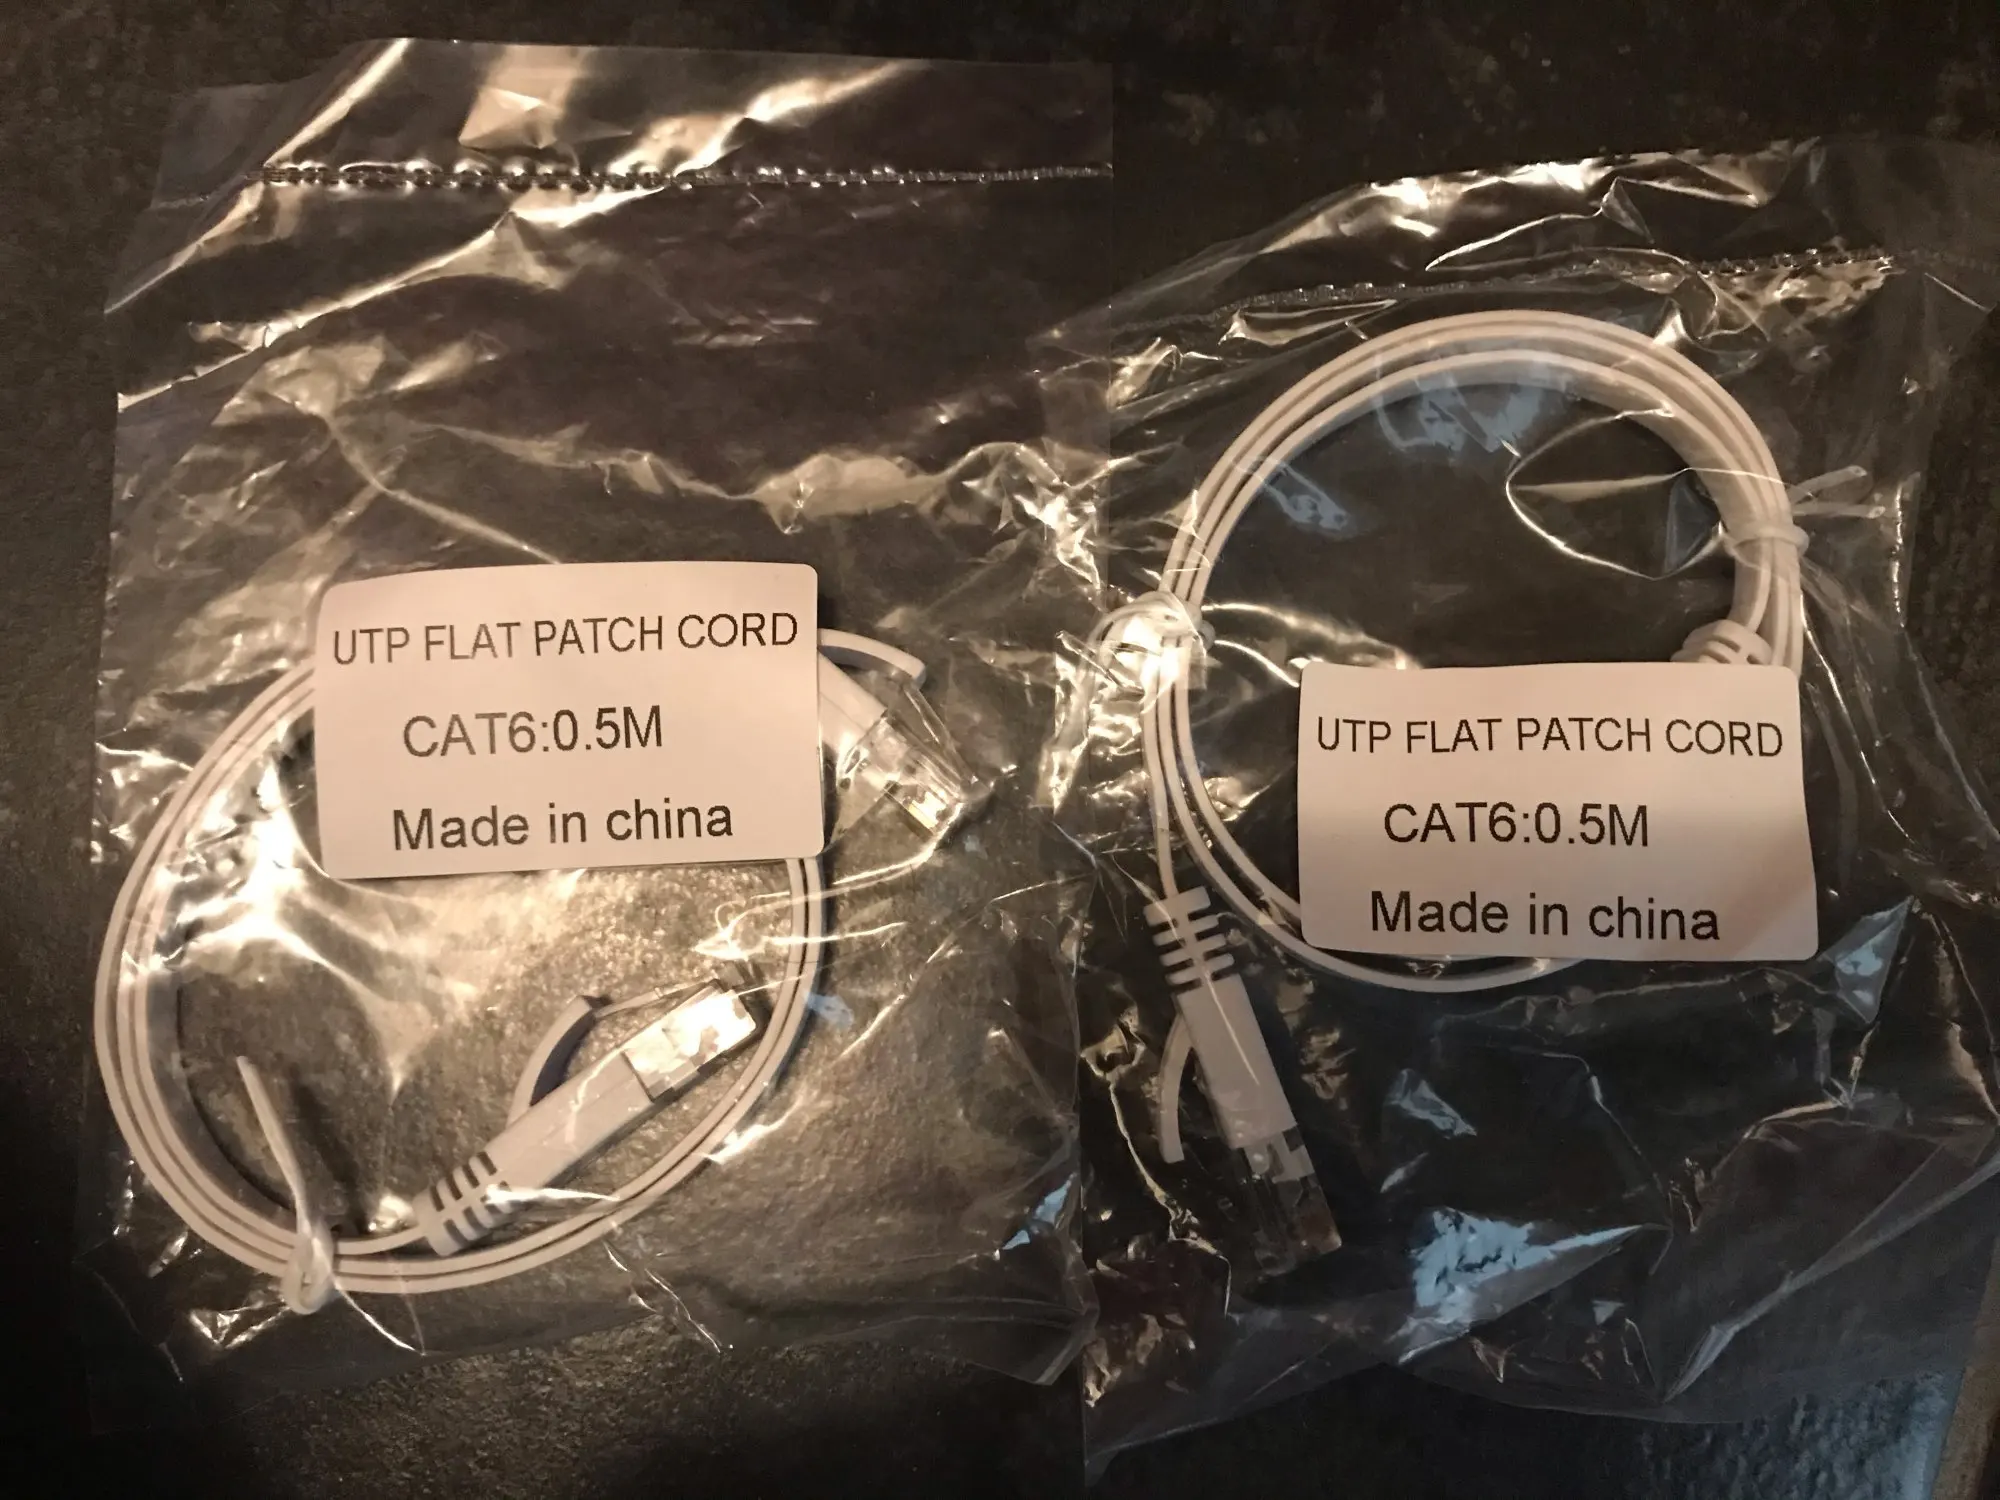 UTP FLAT PATCH CORD
CAT6:0.5M
Made in china
UTP FLAT PATCH CORD
CAT6:0.5M
Made in china